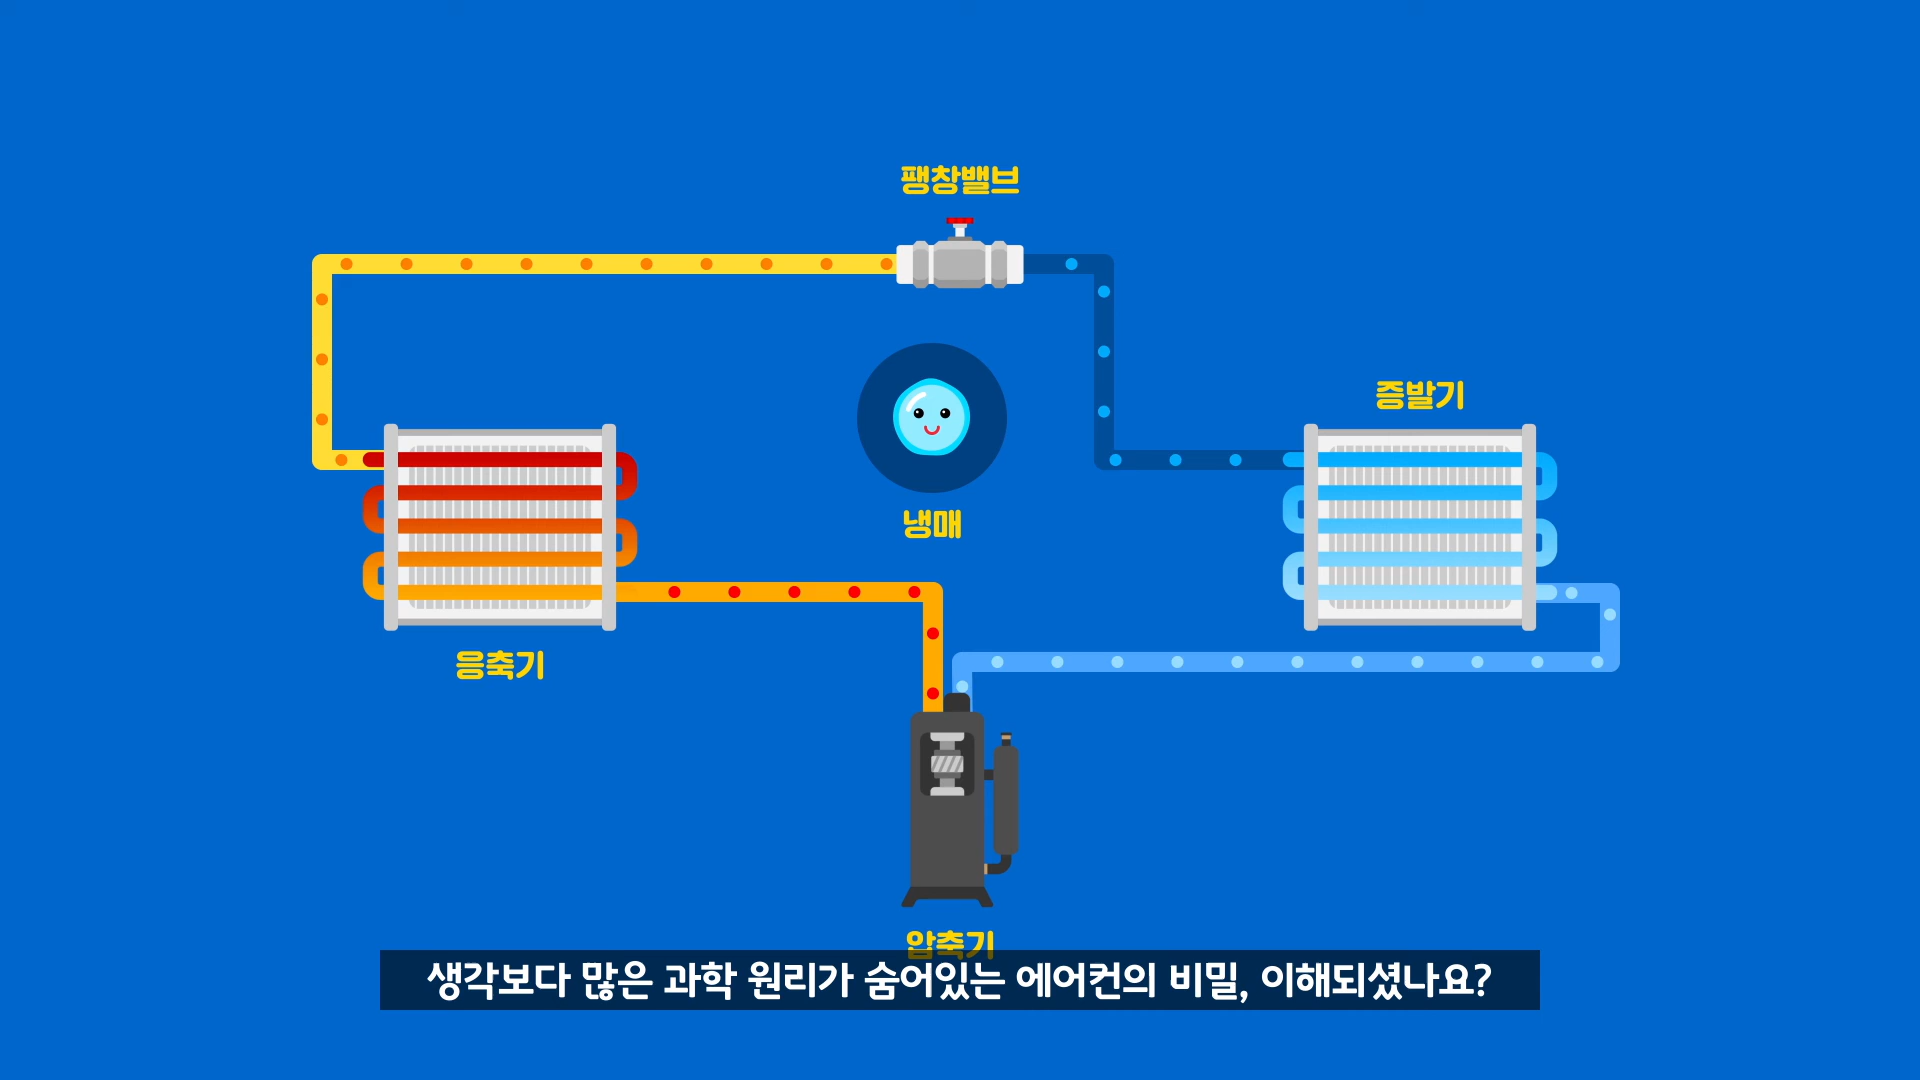 팽창밸브
증발기
냉매
응축기
압축기
생각보다 많은 과학 원리가 숨어있는 에어컨의 비밀, 이해되셨나요?